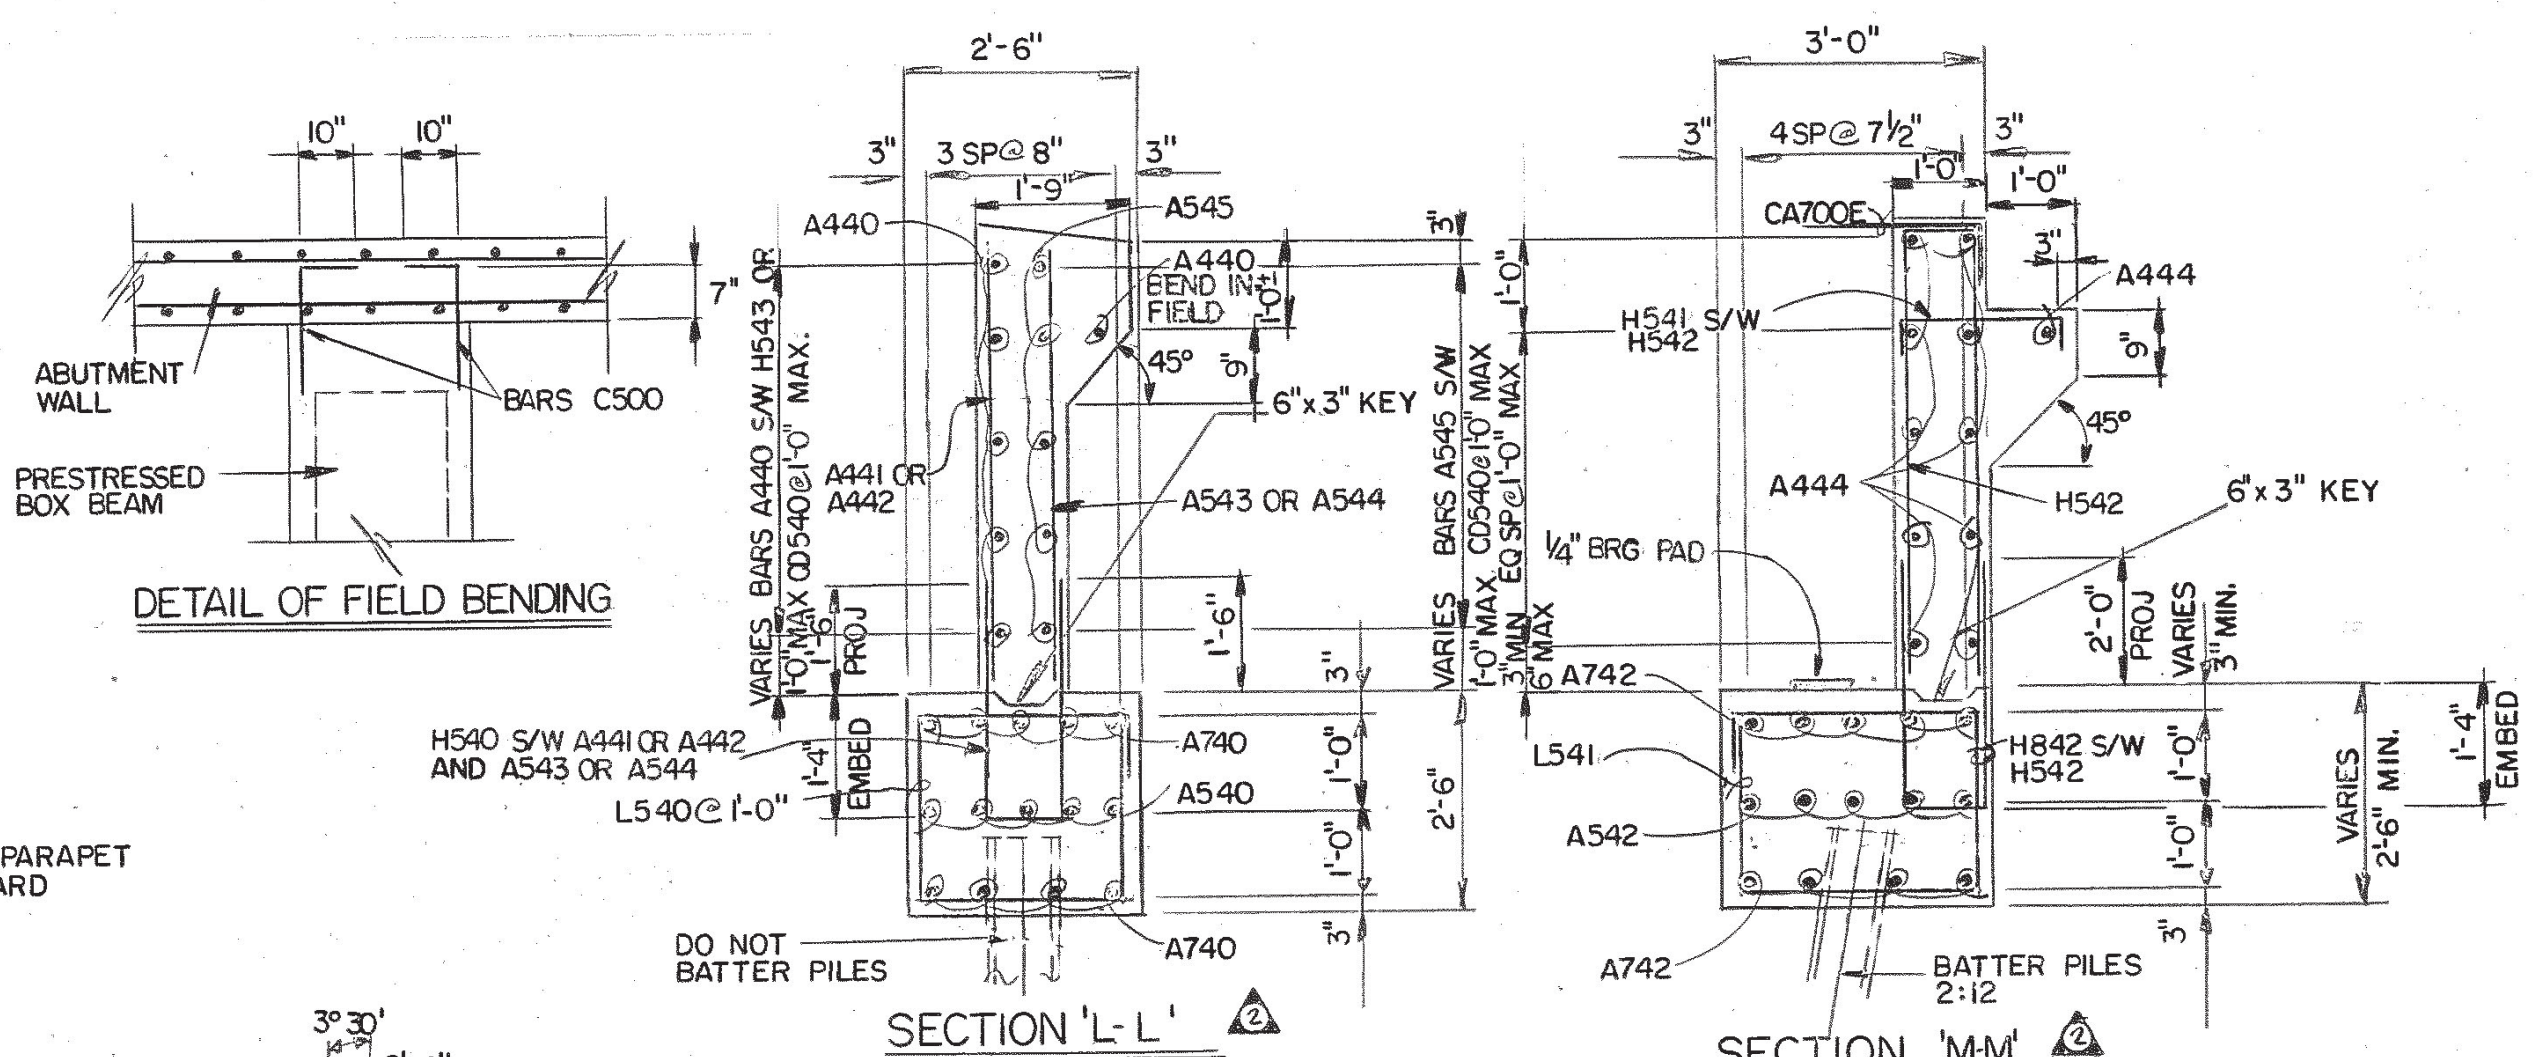 10"
10"
7"
ABUTMENT
WALL
BARS C500
PRESTRESSED
BOX BEAM
DETAIL OF FIELD BENDING
PARAPET
ARD
3°30'
2'-6"
3"
3 SP@ 8"
3"
1'-9"
A440
A545
A440
BEND IN
FIELD
1'-0"±
3"
9"
45°
6"x3" KEY
VARIES BARS A440 S/W H543 OR
1'-0" MAX CD540@1'-0" MAX.
A441 OR
A442
A543 OR A544
VARIES BARS A545 S/W
1'-0" MAX CD540@1'-0" MAX
1'-6"
PROJ
1'-6"
3"
H540 S/W A441 OR A442
AND A543 OR A544
1'-4"
EMBED
A740
L540@ 1'-0"
A540
1'-0"
2'-6"
1'-0"
3"
DO NOT
BATTER PILES
A740
SECTION 'L-L'
2
3'-0"
3"
4 SP@ 7½"
3"
1'-0"
1'-0"
CA700E
3"
A444
1'-0"
H541 S/W
H542
9"
45°
3" MIN EQ SP@1'-0" MAX
6" MAX
A444
H542
6"x3" KEY
¼" BRG PAD
2'-0"
PROJ
VARIES
3" MIN.
A742
L541
H842 S/W
H542
1'-0"
1'-4"
EMBED
VARIES
2'-6" MIN.
A542
1'-0"
3"
A742
BATTER PILES
2:12
SECTION 'M-M'
2